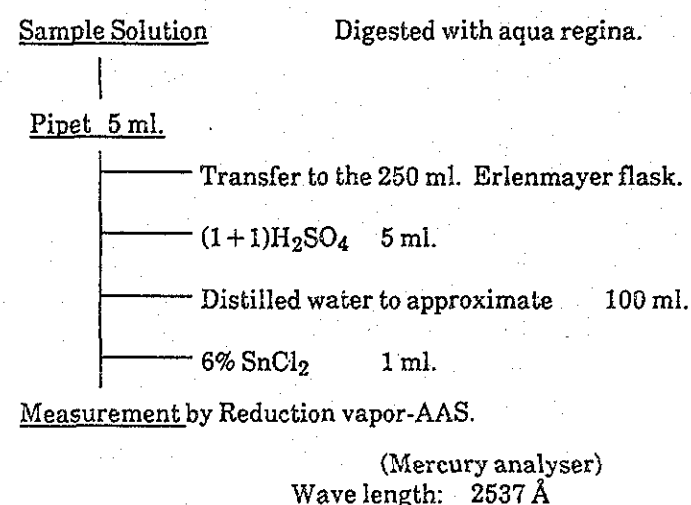 Sample Solution Digested with aqua regina.
Pipet 5 ml.
Transfer to the 250 ml. Erlenmayer flask.
(1+1)H₂SO₄ 5 ml.
Distilled water to approximate 100 ml.
6% SnCl₂ 1 ml.
Measurement by Reduction vapor-AAS.
(Mercury analyser)
Wave length: 2537 Å